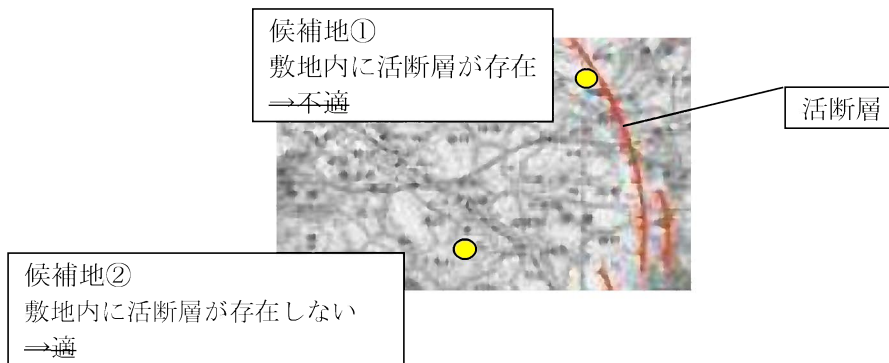 候補地①
敷地内に活断層が存在
→不適
活断層
候補地②
敷地内に活断層が存在しない
→適